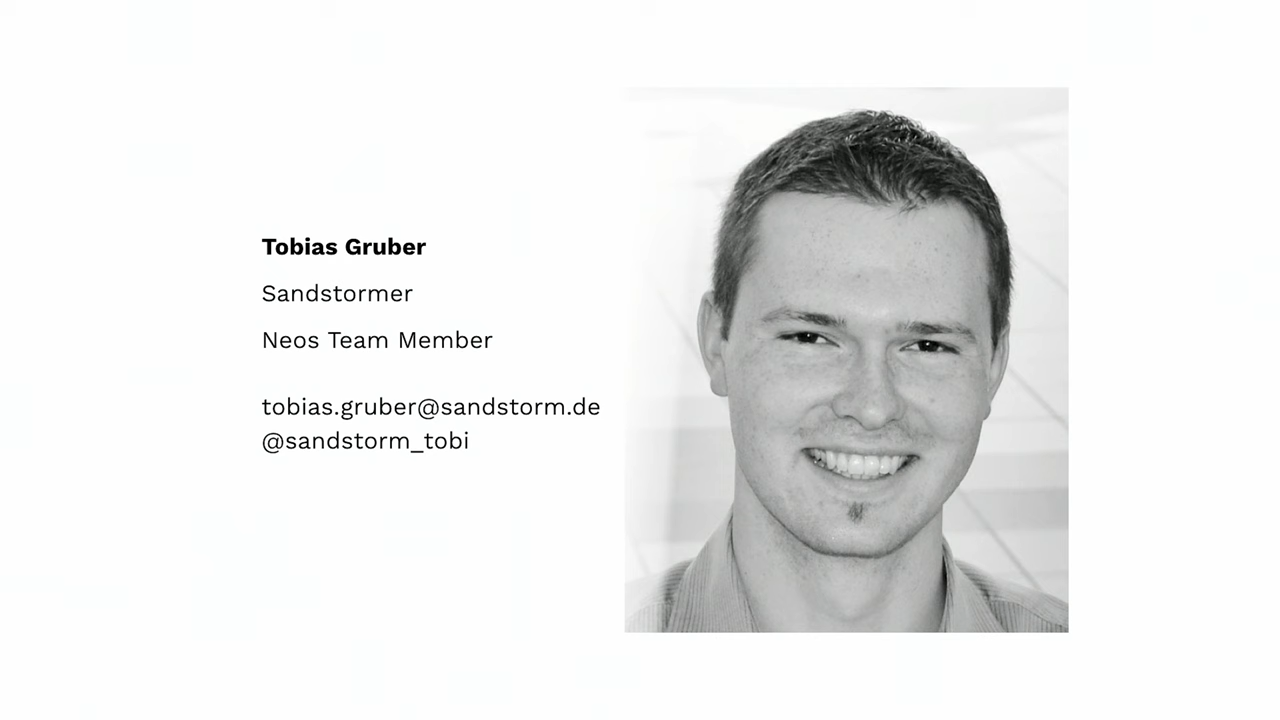 Tobias Gruber
Sandstormer
Neos Team Member
tobias.gruber@sandstorm.de
@sandstorm_tobi